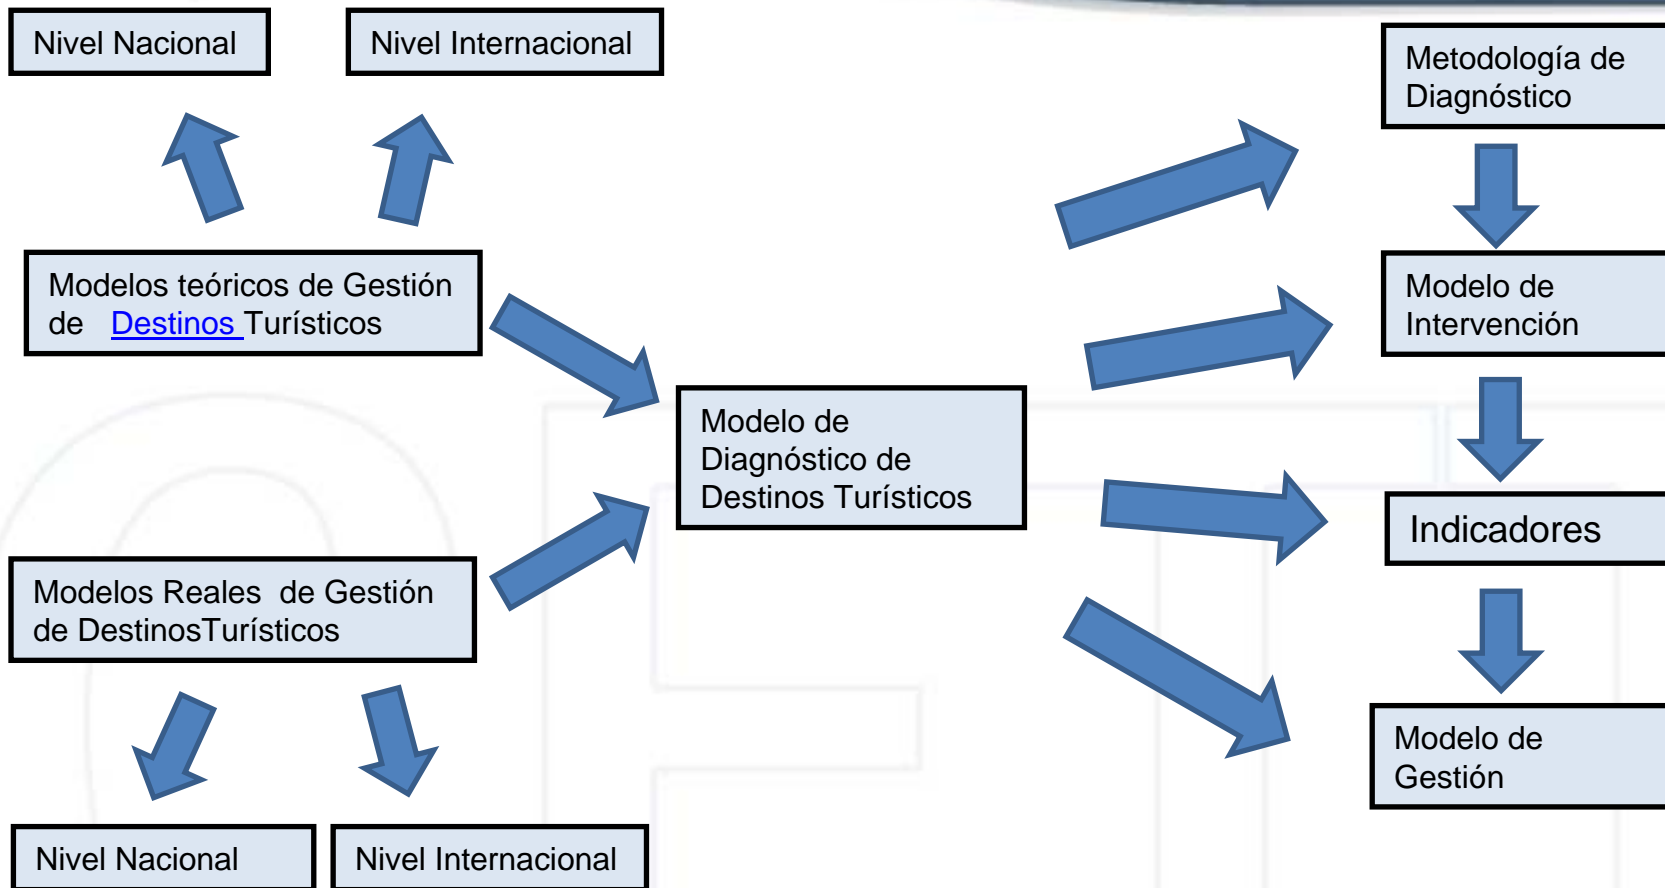 Nivel Nacional
Nivel Internacional
Modelos teóricos de Gestión
de Destinos Turísticos
Modelos Reales de Gestión
de DestinosTurísticos
Nivel Nacional
Nivel Internacional
Modelo de
Diagnóstico de
Destinos Turísticos
Metodología de
Diagnóstico
Modelo de
Intervención
Indicadores
Modelo de
Gestión